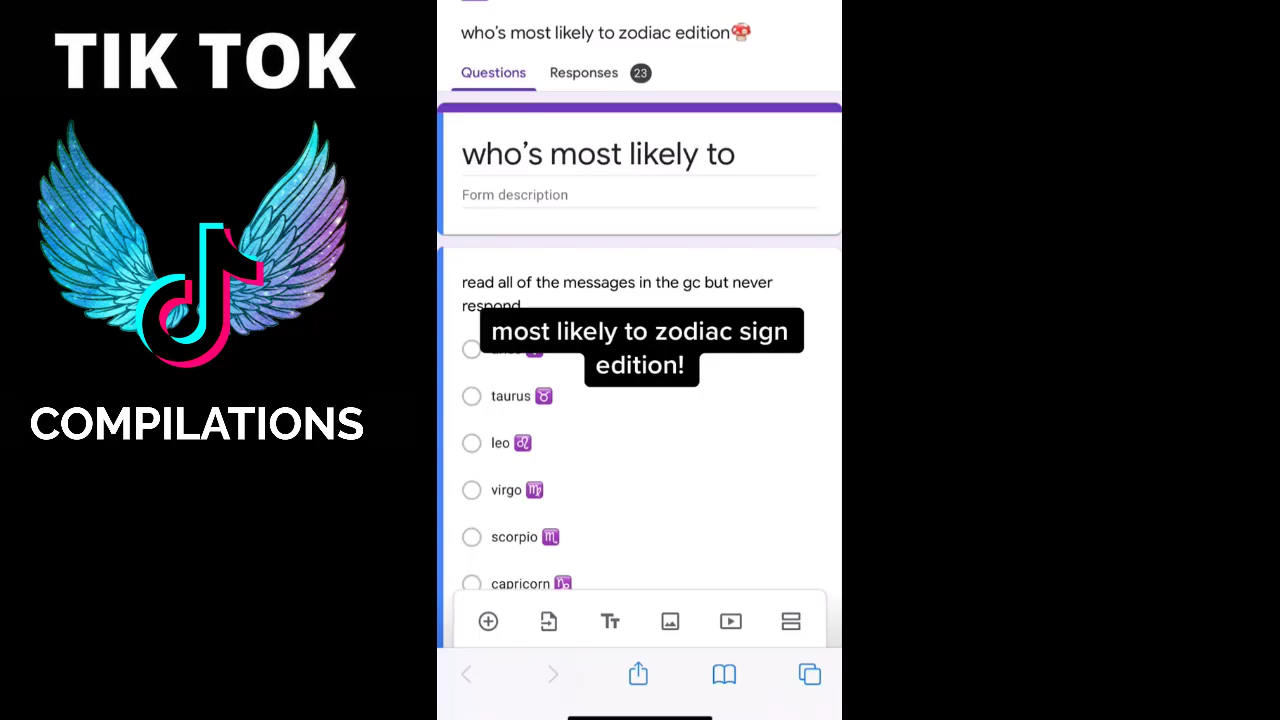 TIK TOK
COMPILATIONS
who's most likely to zodiac edition🍄
Questions Responses 23
who's most likely to
Form description
read all of the messages in the gc but never
respond
most likely to zodiac sign
edition!
taurus ♉
leo ♌
virgo ♍
scorpio ♏
capricorn ♑
TT